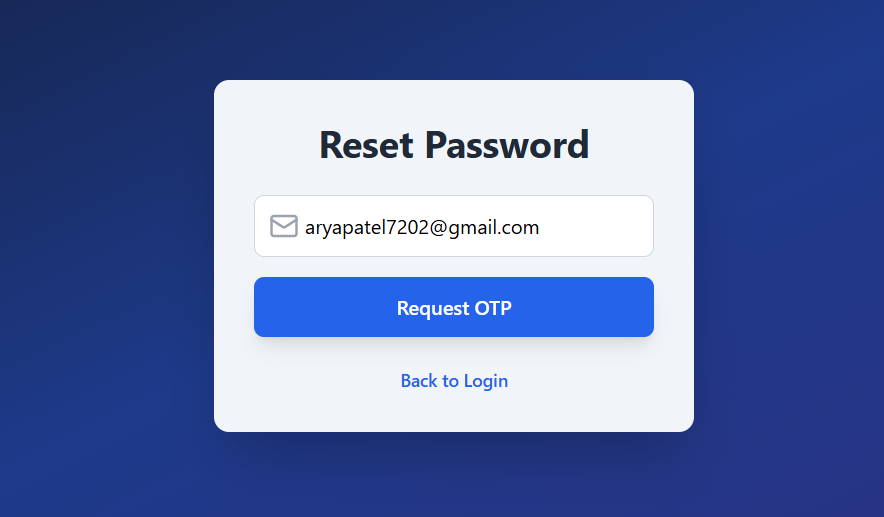 Reset Password
aryapatel7202@gmail.com
Request OTP
Back to Login